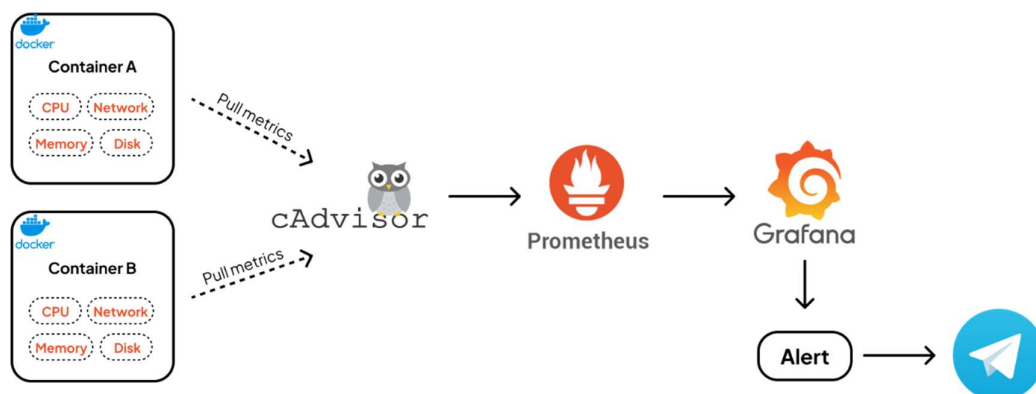 docker
Container A
CPU
Network
Memory
Disk
Pull metrics
docker
Container B
CPU
Network
Memory
Disk
Pull metrics
cAdvisor
Prometheus
Grafana
Alert